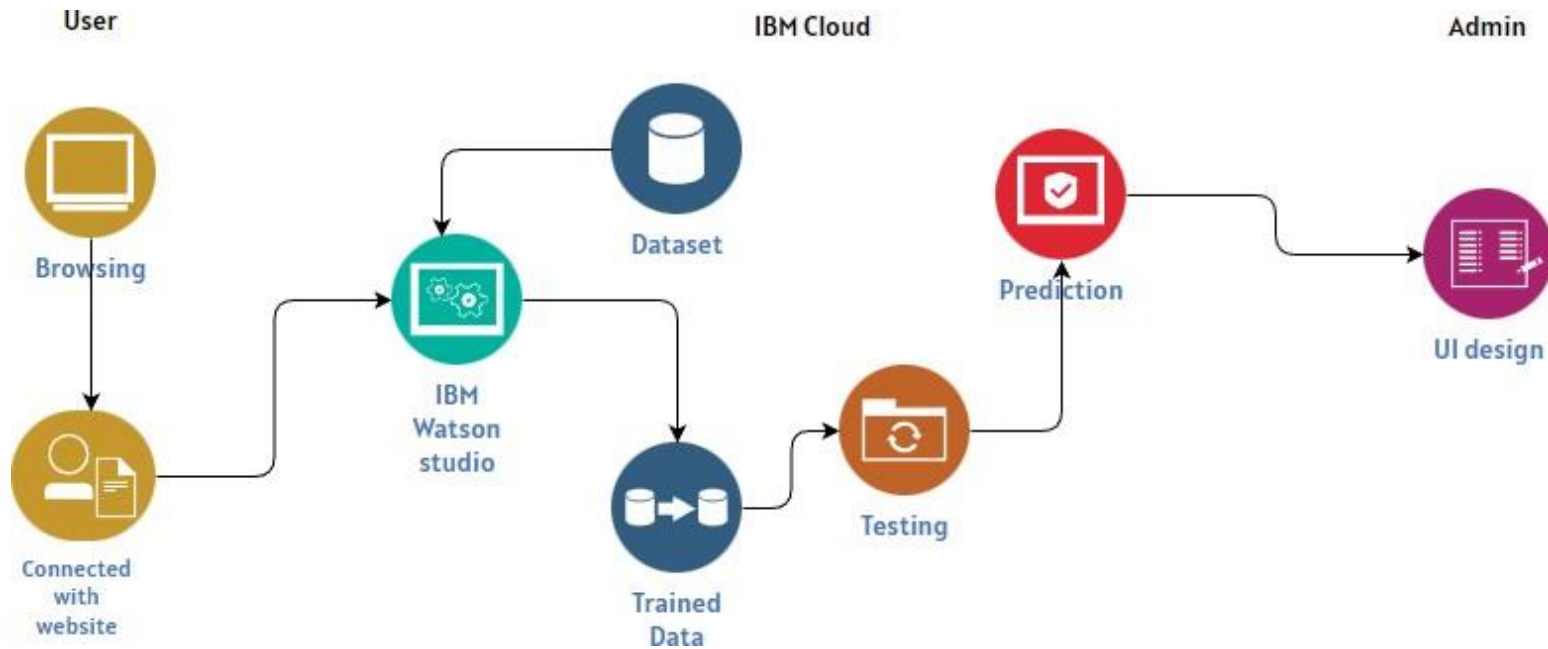 User
IBM Cloud
Admin
Browsing
Dataset
Prediction
UI design
IBM
Watson
studio
Testing
Connected
with
website
Trained
Data